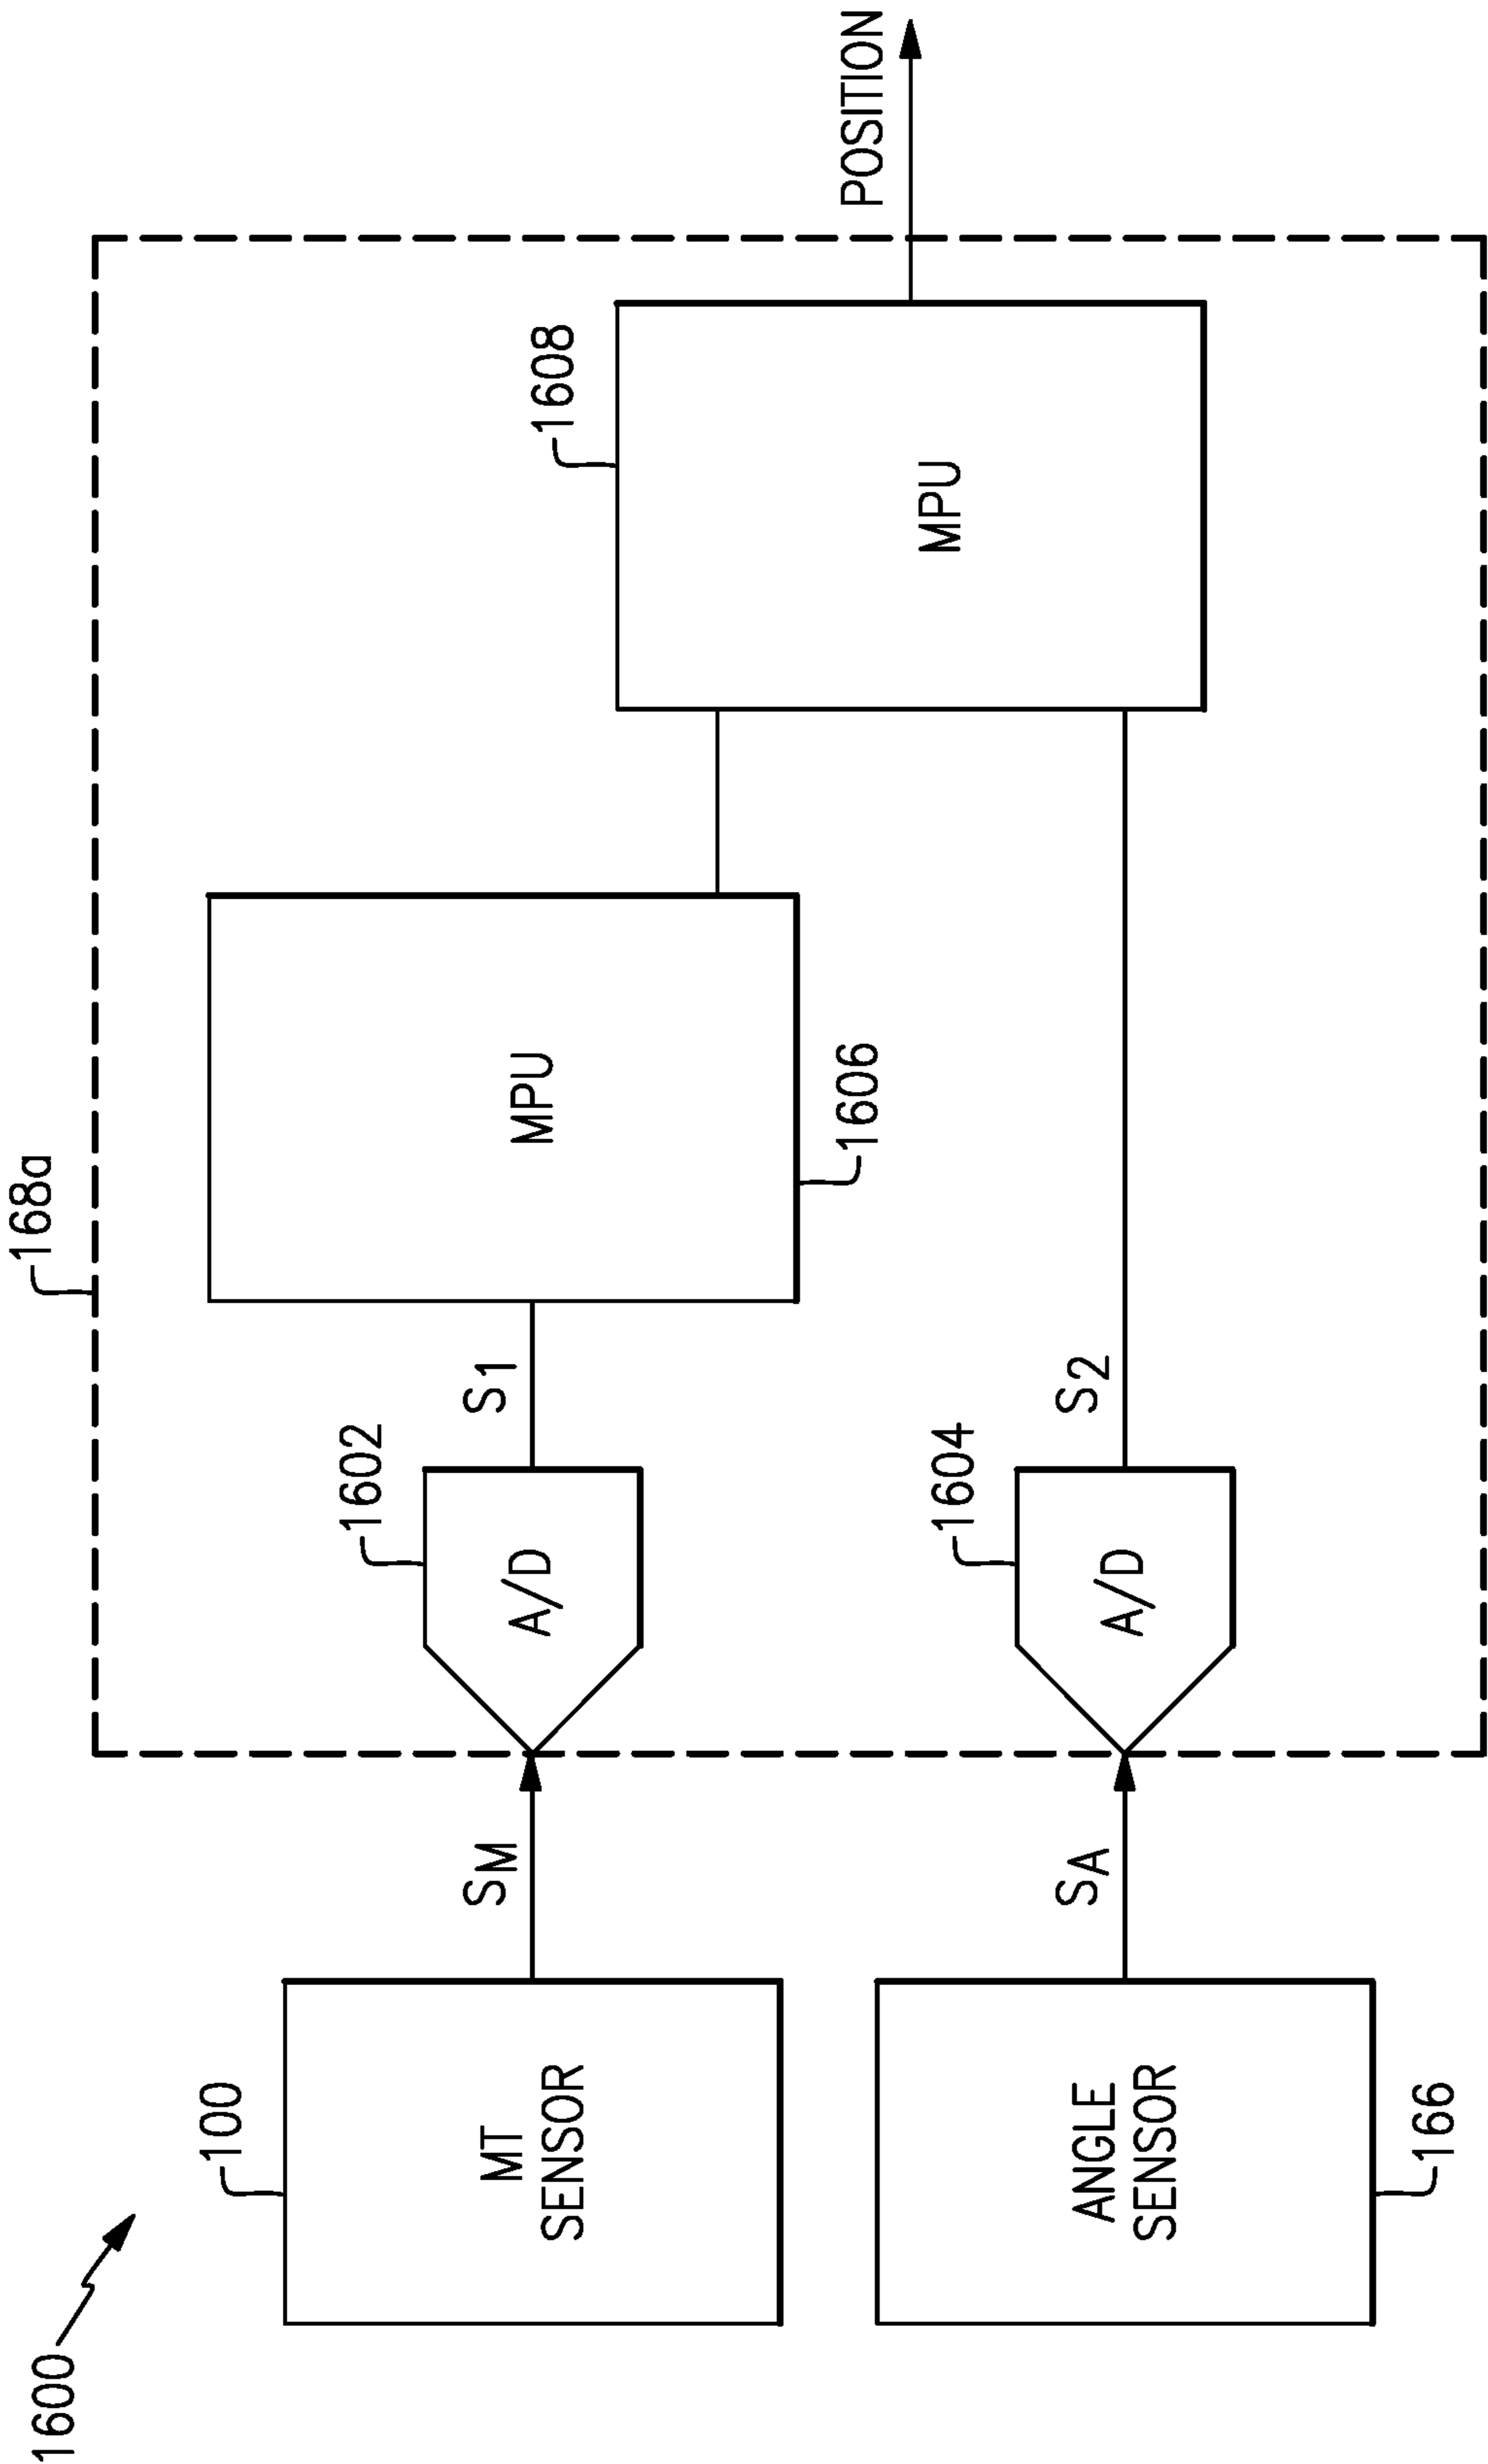 1600
100
MT
SENSOR
SM
168a
1602
A/D
S1
MPU
1606
1608
MPU
POSITION
ANGLE
SENSOR
166
SA
1604
A/D
S2